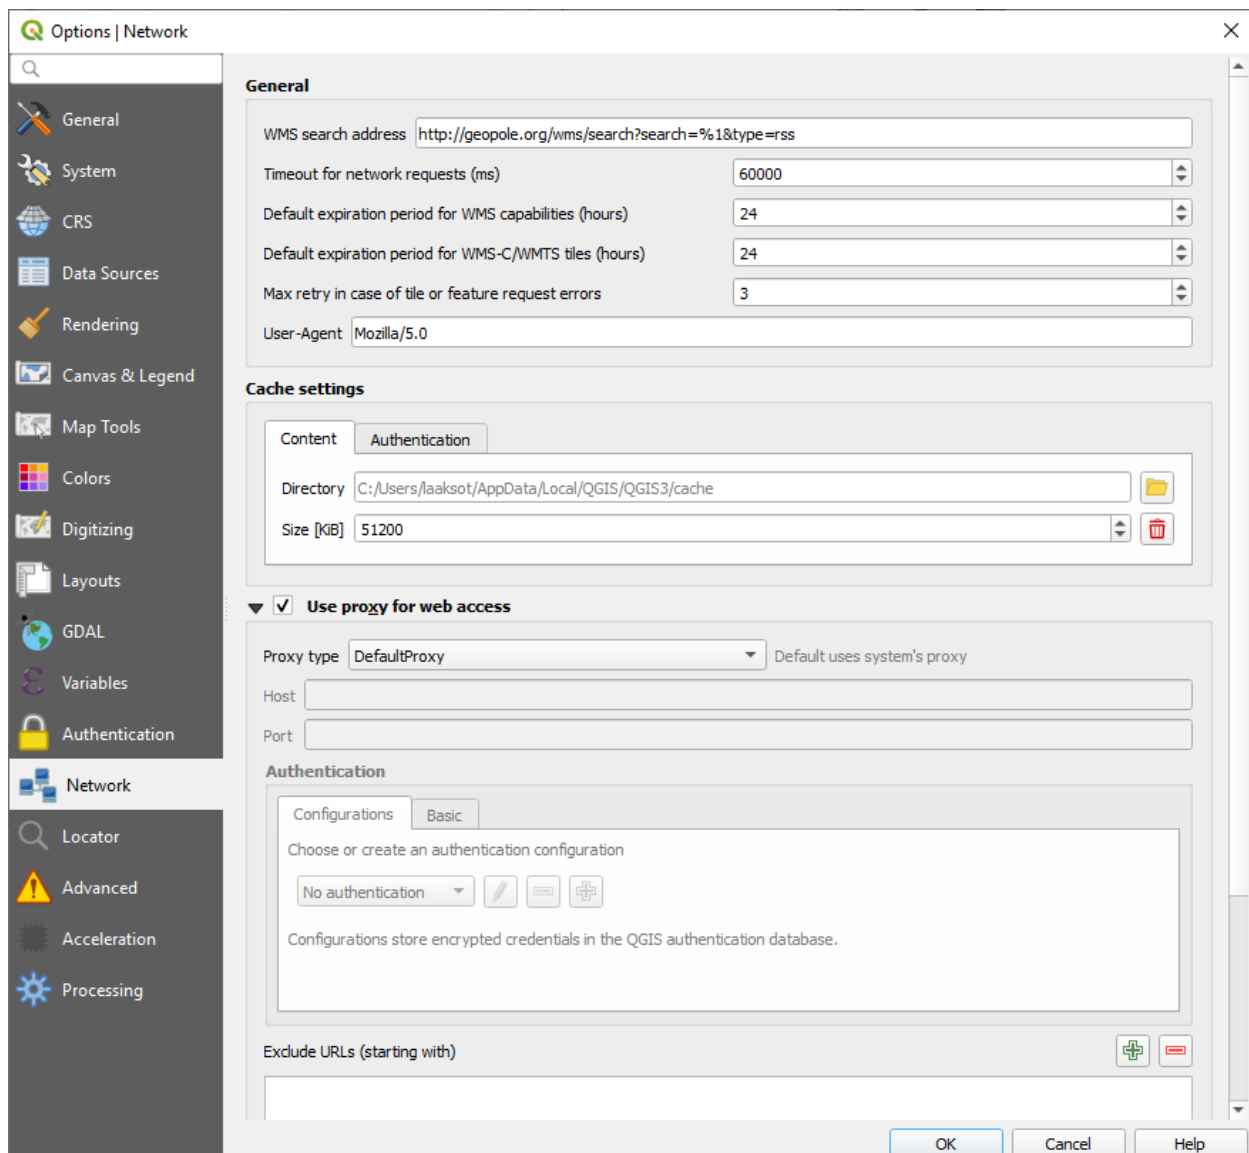 Options | Network
General
System
CRS
Data Sources
Rendering
Canvas & Legend
Map Tools
Colors
Digitizing
Layouts
GDAL
Variables
Authentication
Network
Locator
Advanced
Acceleration
Processing
General
WMS search address http://geopole.org/wms/search?search=%1&type=rss
Timeout for network requests (ms) 60000
Default expiration period for WMS capabilities (hours) 24
Default expiration period for WMS-C/WMTS tiles (hours) 24
Max retry in case of tile or feature request errors 3
User-Agent Mozilla/5.0
Cache settings
Content Authentication
Directory C:/Users/laaksot/AppData/Local/QGIS/QGIS3/cache
Size [KiB] 51200
Use proxy for web access
Proxy type DefaultProxy Default uses system's proxy
Host
Port
Authentication
Configurations Basic
Choose or create an authentication configuration
No authentication
Configurations store encrypted credentials in the QGIS authentication database.
Exclude URLs (starting with)
OK Cancel Help